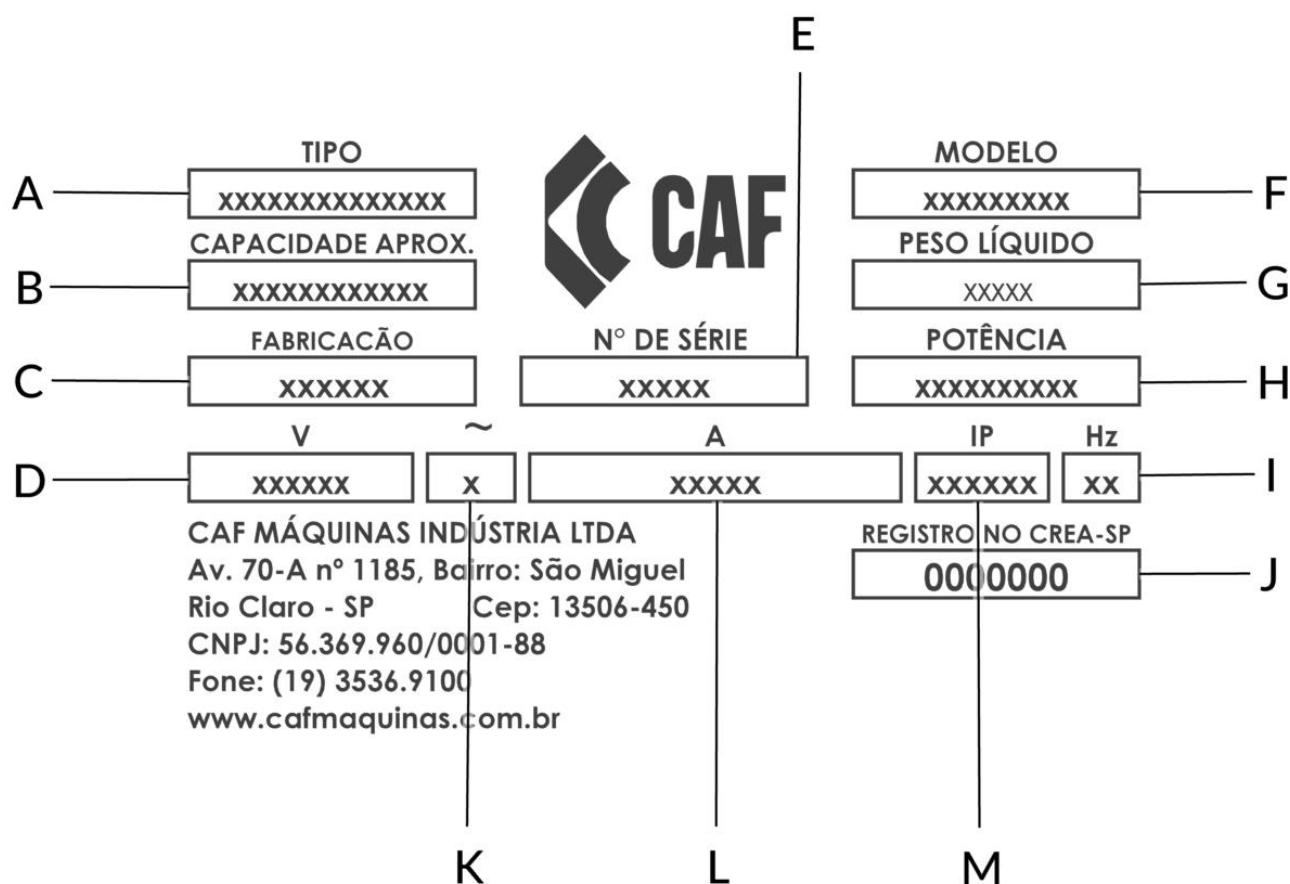 E
TIPO
MODELO
A
xxxxxxxxxxxxxx
CAF
xxxxxxxxx
F
CAPACIDADE APROX.
PESO LÍQUIDO
B
xxxxxxxxxxxx
xxxxx
G
FABRICACÃO
N° DE SÉRIE
POTÊNCIA
C
xxxxxx
xxxxx
xxxxxxxxxx
H
V ~ A IP Hz
D
xxxxxx
x
xxxxx
xxxxxx
xx
I
CAF MÁQUINAS INDÚSTRIA LTDA
REGISTRO NO CREA-SP
Av. 70-A nº 1185, Bairro: São Miguel
0000000
J
Rio Claro - SP Cep: 13506-450
CNPJ: 56.369.960/0001-88
Fone: (19) 3536.9100
www.cafmaquinas.com.br
K L M